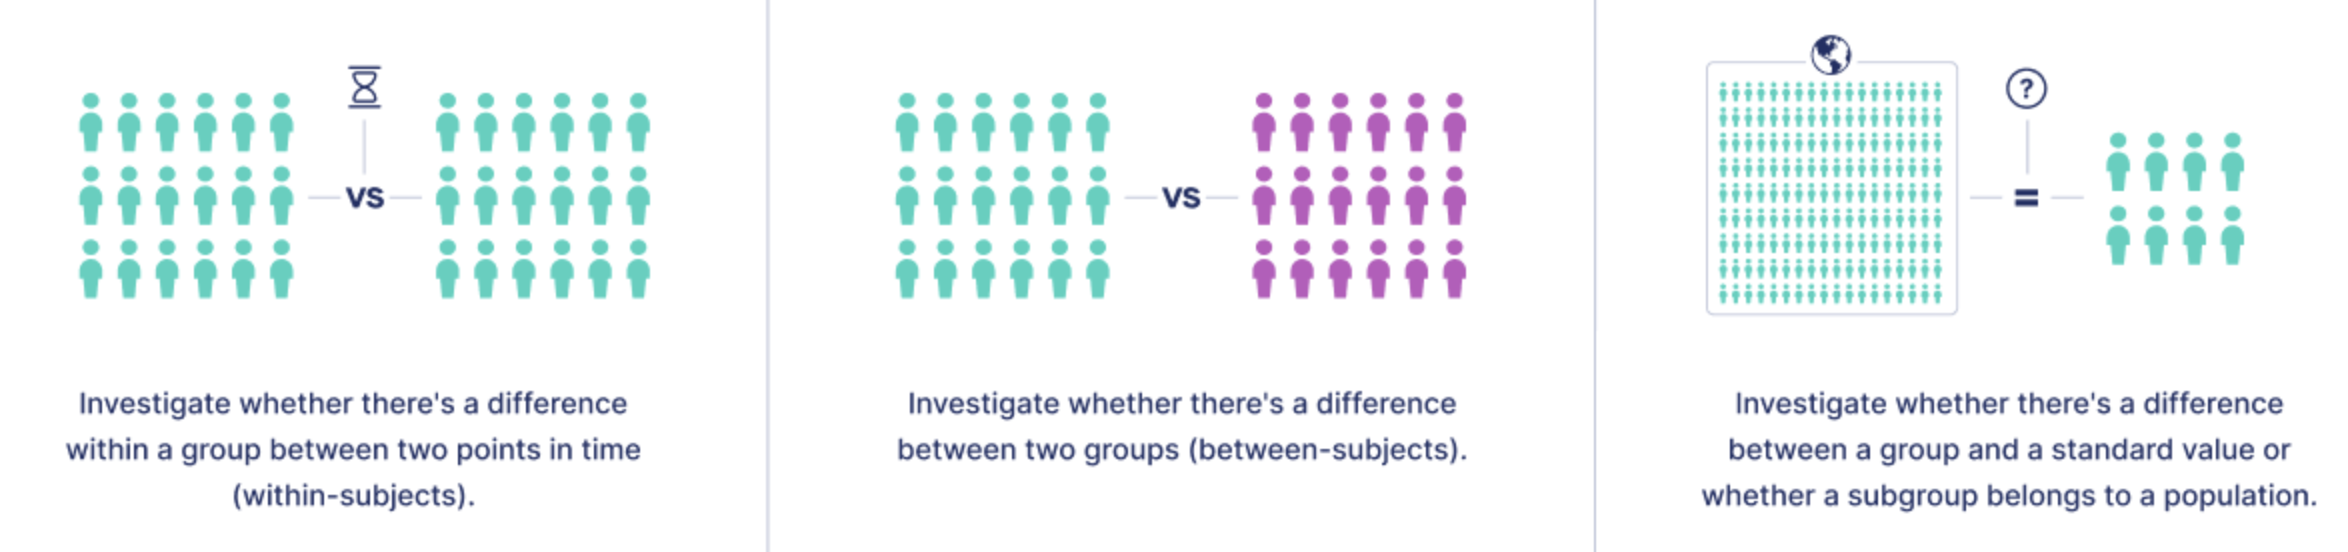 VS
Investigate whether there's a difference
within a group between two points in time
(within-subjects).
VS
Investigate whether there's a difference
between two groups (between-subjects).
?
=
Investigate whether there's a difference
between a group and a standard value or
whether a subgroup belongs to a population.